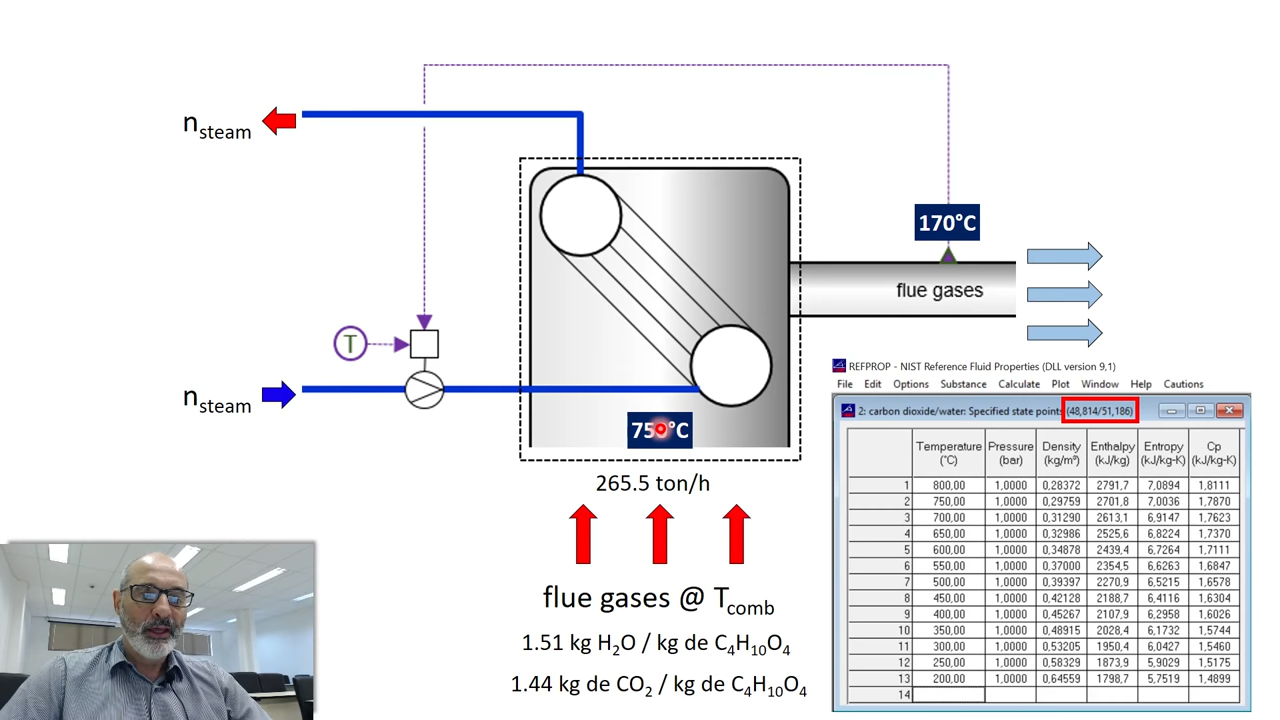 n steam
170°C
flue gases
T
n steam
75 °C
265.5 ton/h
flue gases @ Tcomb
1.51 kg H2O / kg de C4H10O4
1.44 kg de CO2 / kg de C4H10O4
REFPROP - NIST Reference Fluid Properties (DLL version 9,1)
File Edit Options Substance Calculate Plot Window Help Cautions
2: carbon dioxide/water: Specified state points (48,814/51,186)
Temperature Pressure Density Enthalpy Entropy Cp
(°C) (bar) (kg/m³) (kJ/kg) (kJ/kg-K) (kJ/kg-K)
1 800,00 1,0000 0,28372 2791,7 7,0894 1,8111
2 750,00 1,0000 0,29759 2701,8 7,0036 1,7870
3 700,00 1,0000 0,31290 2613,1 6,9147 1,7623
4 650,00 1,0000 0,32986 2525,6 6,8224 1,7370
5 600,00 1,0000 0,34878 2439,4 6,7264 1,7111
6 550,00 1,0000 0,37000 2354,5 6,6263 1,6847
7 500,00 1,0000 0,39397 2270,9 6,5215 1,6578
8 450,00 1,0000 0,42128 2188,7 6,4116 1,6304
9 400,00 1,0000 0,45267 2107,9 6,2958 1,6026
10 350,00 1,0000 0,48915 2028,4 6,1732 1,5744
11 300,00 1,0000 0,53205 1950,4 6,0427 1,5460
12 250,00 1,0000 0,58329 1873,9 5,9029 1,5175
13 200,00 1,0000 0,64559 1798,7 5,7519 1,4899
14